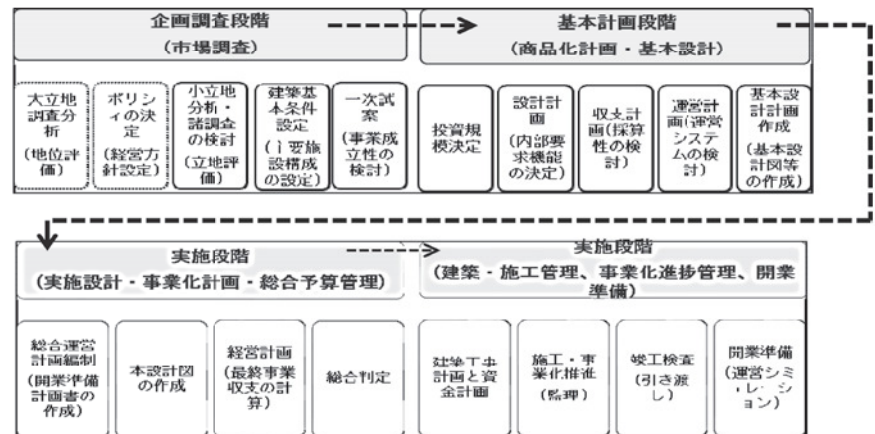 企画調査段階
(市場調査)
基本計画段階
(商品化計画・基本設計)
大立地
調査分
析
(地位評
価)
ポリシ
ィの決
定
(経営方
針設定)
小立地
分析・
諸調査
の検討
(立地評
価)
建築基
本条件
設定
要施
設構成
の設定)
一次試
案
(事業成
立性の
検討)
投資規
模決定
設計計
画
(内部要
求機能
の決定)
収支計
画(採算
性の検
討)
運営計
画(運営
システ
ムの検
討)
基本設
計計画
作成
(基本設
計図等
の作成)
実施段階
(実施設計・事業化計画・総合予算管理)
実施段階
(建築・施工管理、事業化進捗管理、開業
準備)
総合運営
計画編制
(開業準備
計画書の
作成)
本設計図
の作成
経営計画
(最終事業
収支の計
算)
総合判定
建築工事
計画と資
金計画
施工・事
業化推進
(監理)
竣工検査
(引き渡
し)
開業準備
(運営シミ
ュレーシ
ョン)